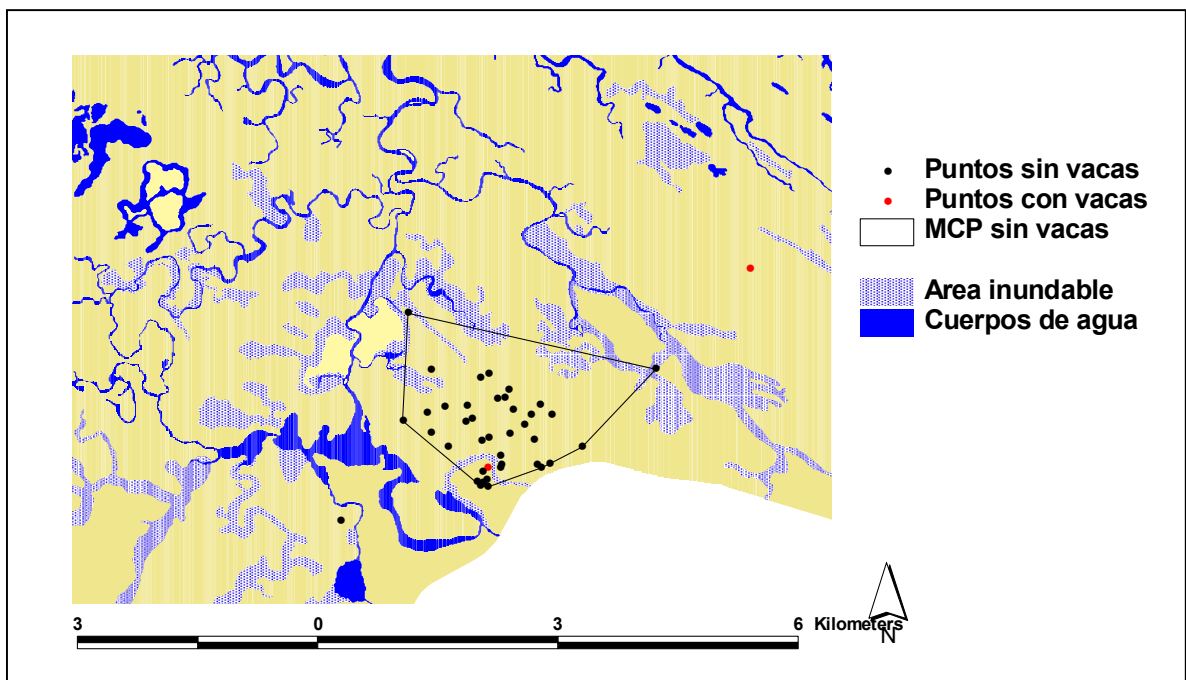 Puntos sin vacas
Puntos con vacas
MCP sin vacas
Area inundable
Cuerpos de agua
3 0 3 6 Kilometers
N